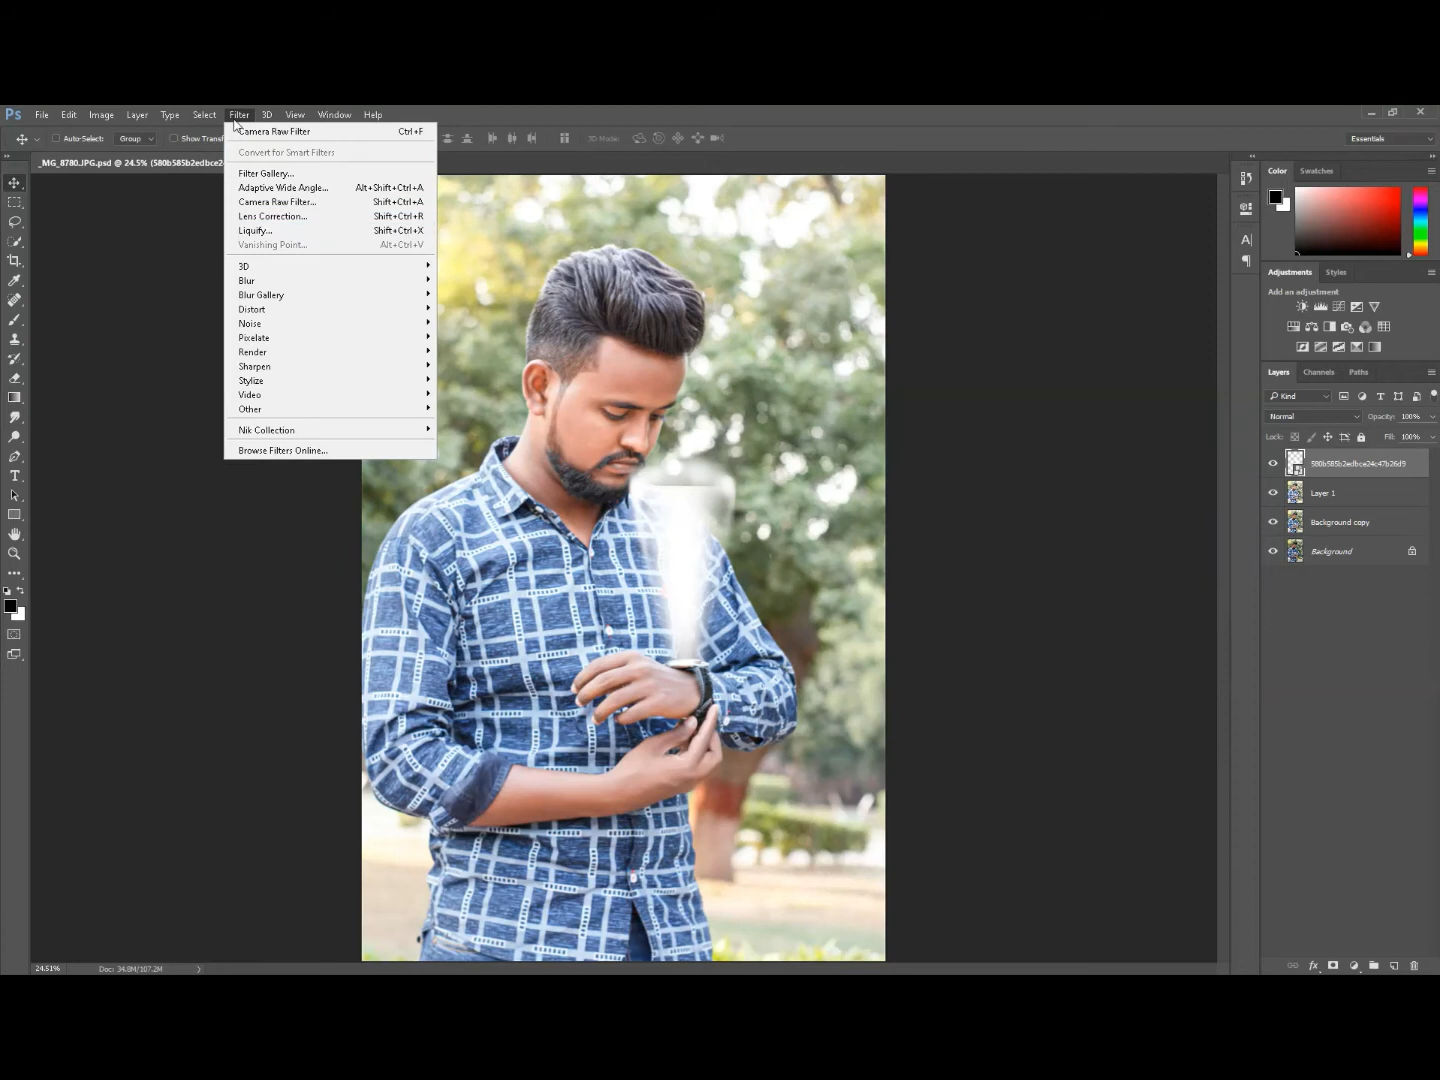 Ps File Edit Image Layer Type Select Filter 3D View Window Help
Auto-Select: Group Show Transf 3D Mode: Essentials
_MG_8780.JPG.psd @ 24.5% (580b585b2edbce2
Camera Raw Filter Ctrl+F
Convert for Smart Filters
Filter Gallery...
Adaptive Wide Angle... Alt+Shift+Ctrl+A
Camera Raw Filter... Shift+Ctrl+A
Lens Correction... Shift+Ctrl+R
Liquify... Shift+Ctrl+X
Vanishing Point... Alt+Ctrl+V
3D
Blur
Blur Gallery
Distort
Noise
Pixelate
Render
Sharpen
Stylize
Video
Other
Nik Collection
Browse Filters Online...
Color Swatches
Adjustments Styles
Add an adjustment
Layers Channels Paths
Kind
Normal Opacity: 100%
Lock: Fill: 100%
580b585b2edbce24c47b26d9
Layer 1
Background copy
Background
24.51% Doc: 34.8M/107.2M